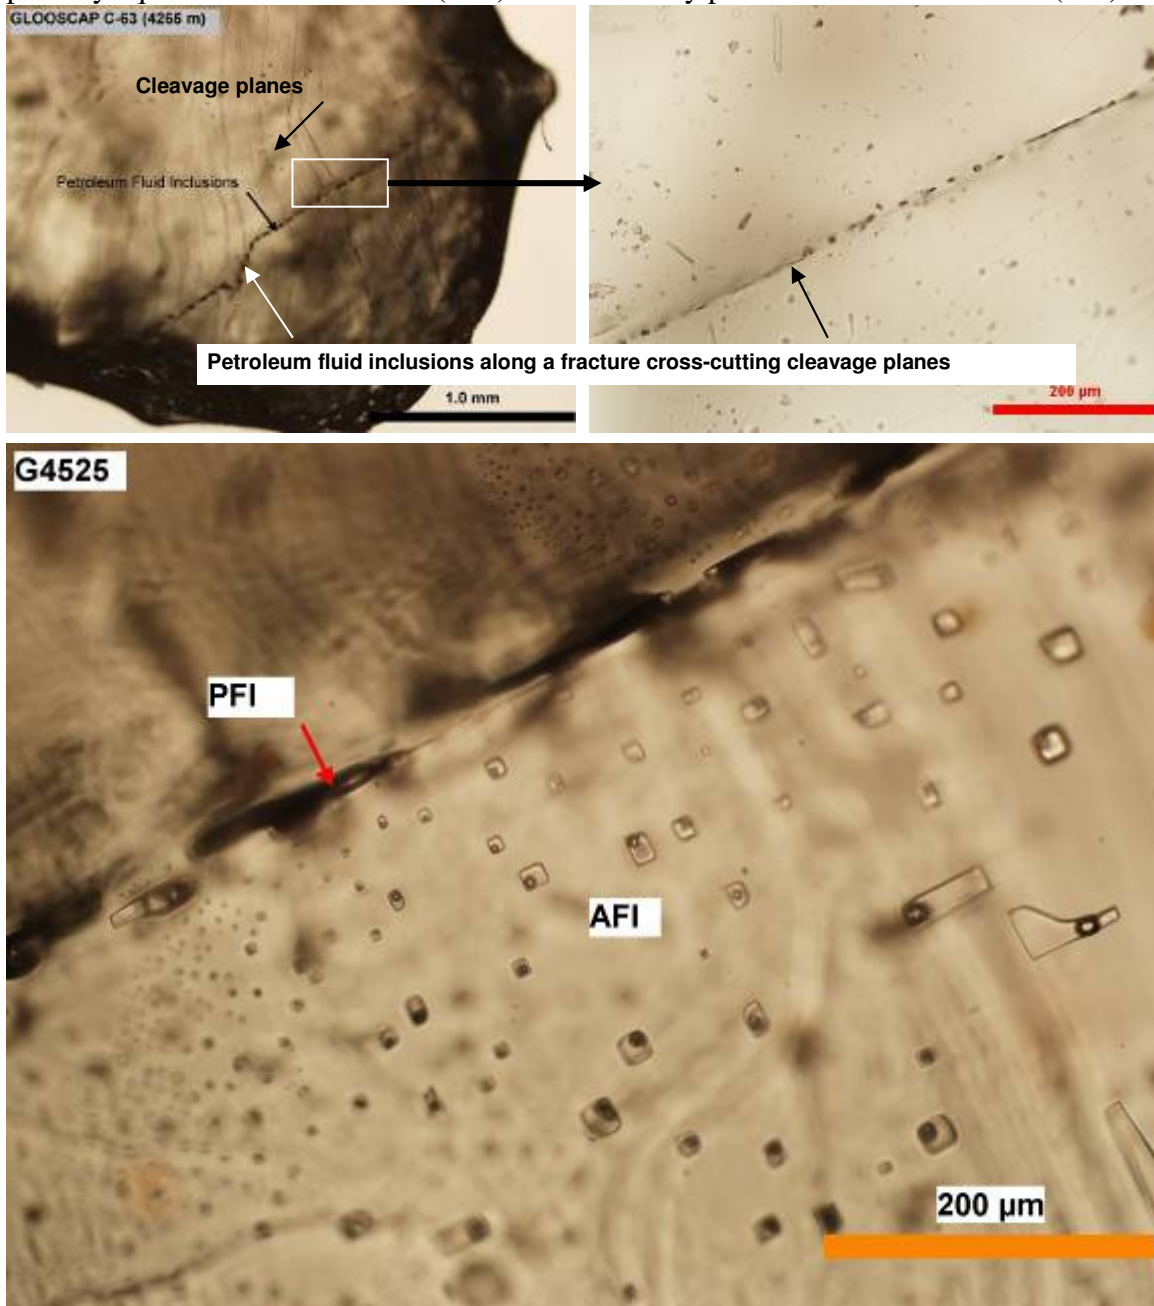 GLOOSCAP C-63 (4255 m)
Cleavage planes
Petroleum Fluid Inclusions
Petroleum fluid inclusions along a fracture cross-cutting cleavage planes
1.0 mm
200 µm
G4525
PFI
AFI
200 µm